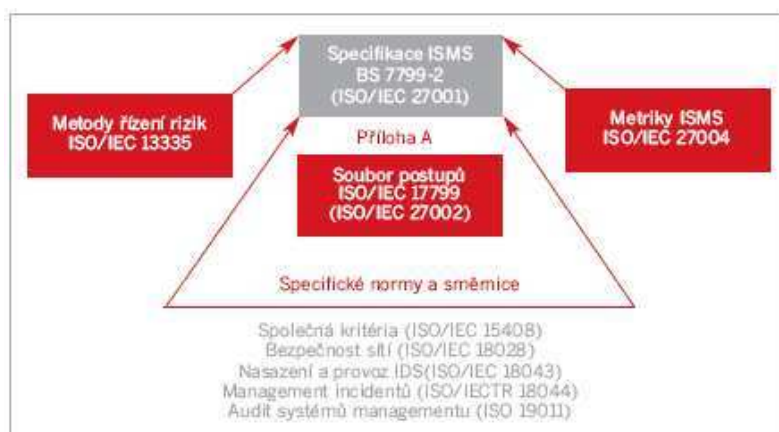 Specifikace ISMS
BS 7799-2
(ISO/IEC 27001)
Metody řízení rizik
ISO/IEC 13335
Metriky ISMS
ISO/IEC 27004
Příloha A
Soubor postupů
ISO/IEC 17799
(ISO/IEC 27002)
Specifické normy a směrnice
Společná kritéria (ISO/IEC 15408)
Bezpečnost sítí (ISO/IEC 18028)
Nasazení a provoz IDS(ISO/IEC 18043)
Management incidentů (ISO/IECTR 18044)
Audit systémů managementu (ISO 19011)